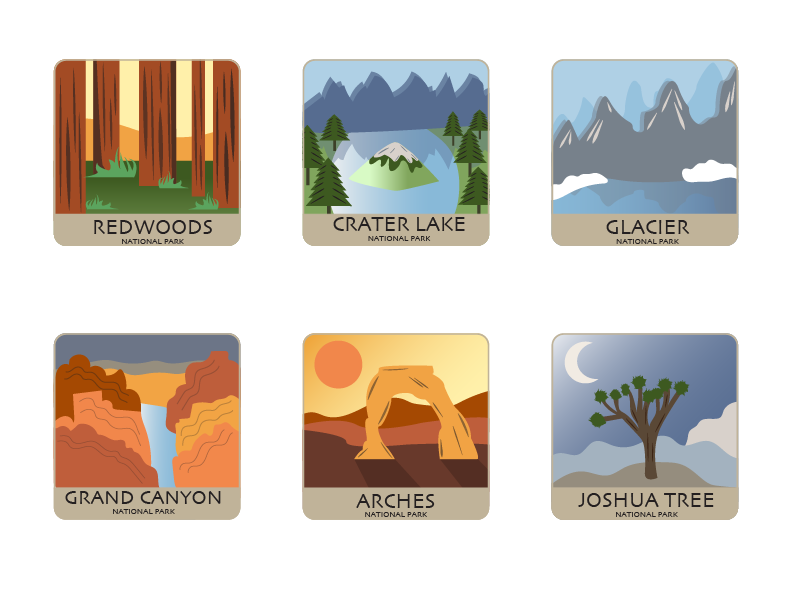 REDWOODS
NATIONAL PARK
CRATER LAKE
NATIONAL PARK
GLACIER
NATIONAL PARK
GRAND CANYON
NATIONAL PARK
ARCHES
NATIONAL PARK
JOSHUA TREE
NATIONAL PARK